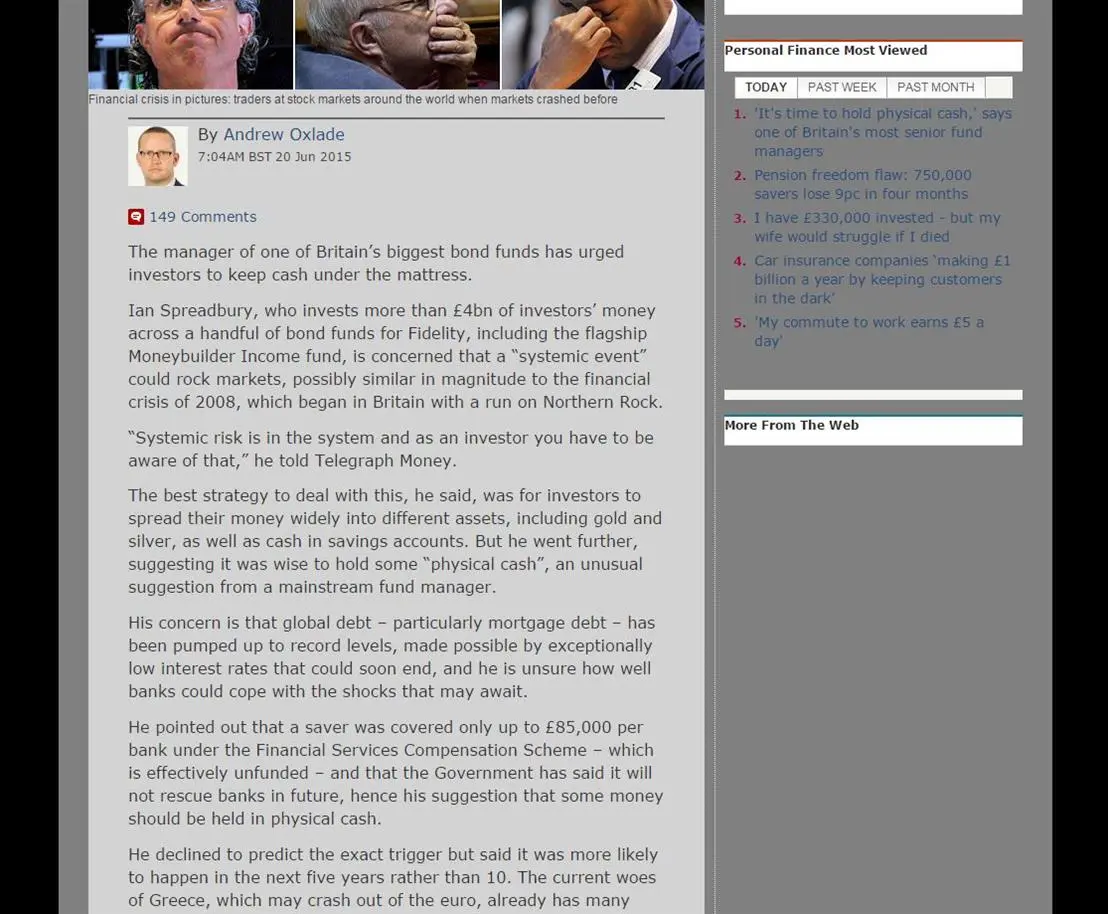 Financial crisis in pictures: traders at stock markets around the world when markets crashed before
By Andrew Oxlade
7:04AM BST 20 Jun 2015
149 Comments
The manager of one of Britain's biggest bond funds has urged
investors to keep cash under the mattress.
Ian Spreadbury, who invests more than £4bn of investors' money
across a handful of bond funds for Fidelity, including the flagship
Moneybuilder Income fund, is concerned that a “systemic event”
could rock markets, possibly similar in magnitude to the financial
crisis of 2008, which began in Britain with a run on Northern Rock.
“Systemic risk is in the system and as an investor you have to be
aware of that,” he told Telegraph Money.
The best strategy to deal with this, he said, was for investors to
spread their money widely into different assets, including gold and
silver, as well as cash in savings accounts. But he went further,
suggesting it was wise to hold some “physical cash”, an unusual
suggestion from a mainstream fund manager.
His concern is that global debt – particularly mortgage debt – has
been pumped up to record levels, made possible by exceptionally
low interest rates that could soon end, and he is unsure how well
banks could cope with the shocks that may await.
He pointed out that a saver was covered only up to £85,000 per
bank under the Financial Services Compensation Scheme – which
is effectively unfunded – and that the Government has said it will
not rescue banks in future, hence his suggestion that some money
should be held in physical cash.
He declined to predict the exact trigger but said it was more likely
to happen in the next five years rather than 10. The current woes
of Greece, which may crash out of the euro, already has many
Personal Finance Most Viewed
TODAY PAST WEEK PAST MONTH
1. 'It's time to hold physical cash,' says
one of Britain's most senior fund
managers
2. Pension freedom flaw: 750,000
savers lose 9pc in four months
3. I have £330,000 invested - but my
wife would struggle if I died
4. Car insurance companies 'making £1
billion a year by keeping customers
in the dark'
5. 'My commute to work earns £5 a
day'
More From The Web